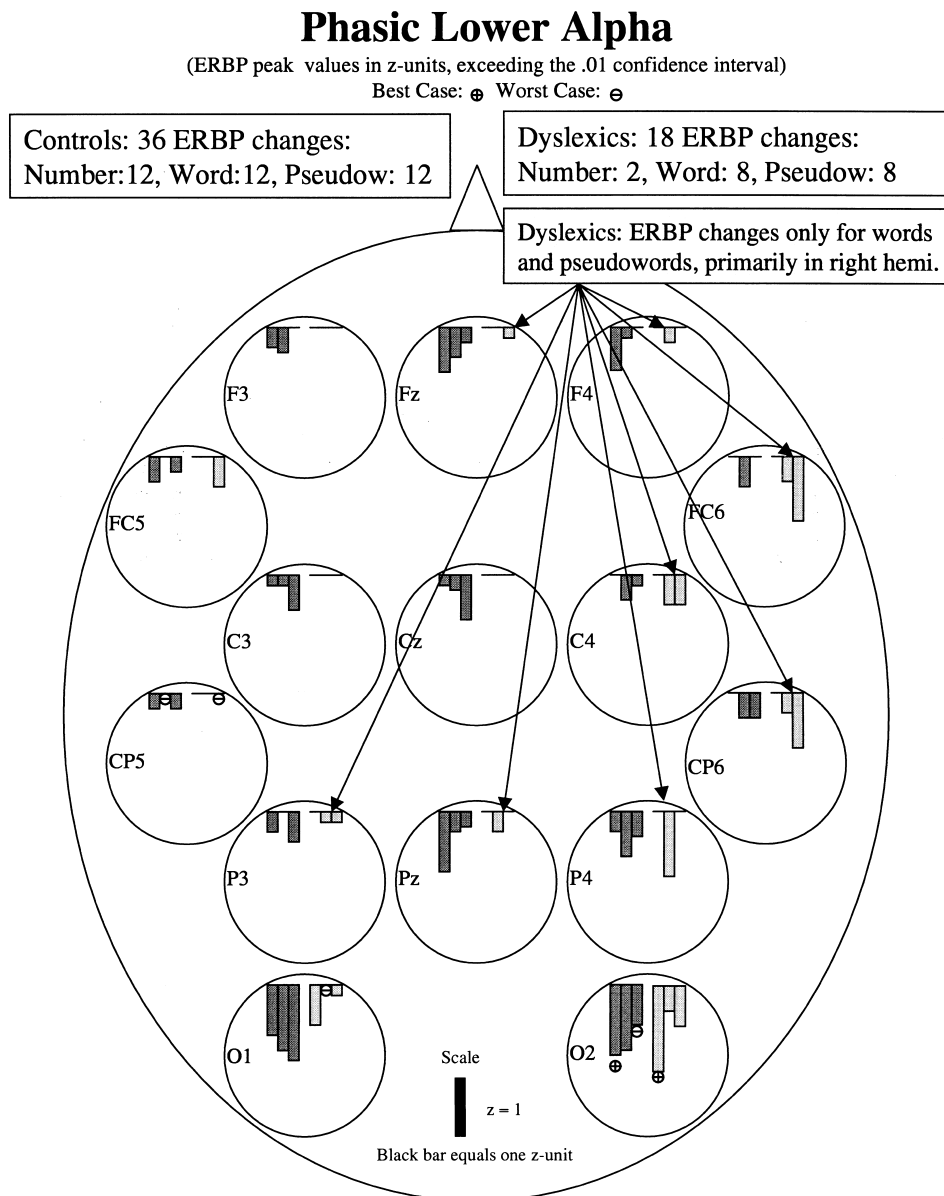 Phasic Lower Alpha
(ERBP peak values in z-units, exceeding the .01 confidence interval)
Best Case: ⊕ Worst Case: ⊖
Controls: 36 ERBP changes:
Number:12, Word:12, Pseudow: 12
Dyslexics: 18 ERBP changes:
Number: 2, Word: 8, Pseudow: 8
Dyslexics: ERBP changes only for words
and pseudowords, primarily in right hemi.
F3
Fz
F4
FC5
FC6
C3
Cz
C4
CP5
CP6
P3
Pz
P4
O1
O2
Scale
z = 1
Black bar equals one z-unit